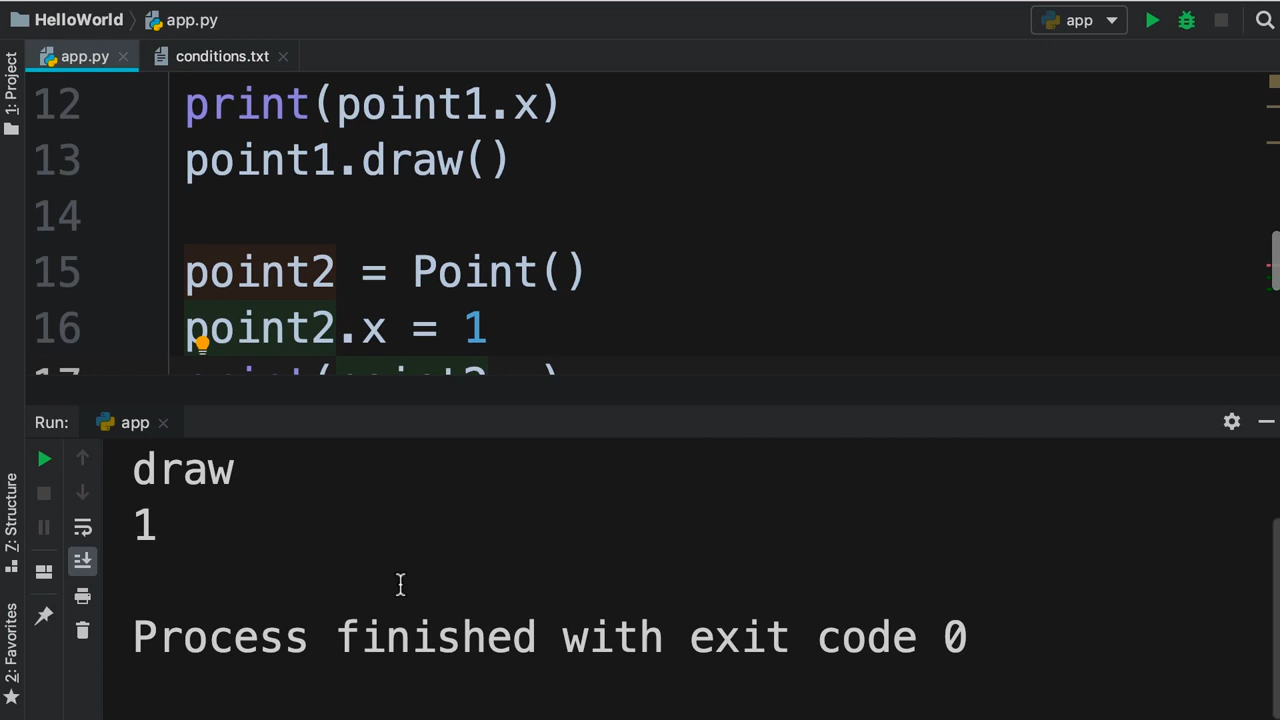 HelloWorld
app.py
app
app.py
conditions.txt
1: Project
12 print(point1.x)
13 point1.draw()
14
15 point2 = Point()
16 point2.x = 1
17
Run: app
draw
1
Process finished with exit code 0
Z: Structure
2: Favorites